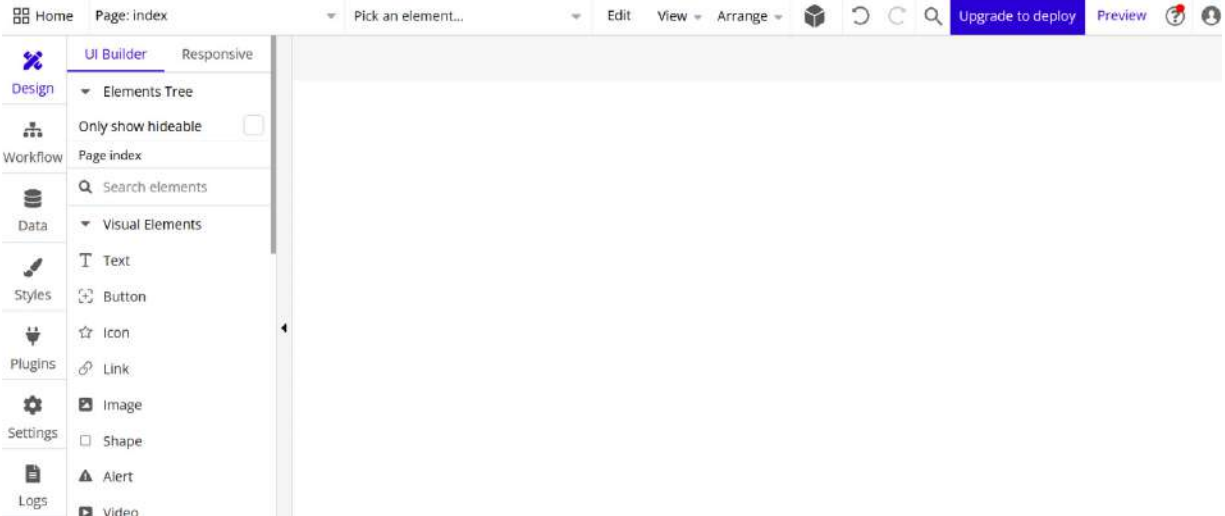 Home Page: index Pick an element... Edit View Arrange Upgrade to deploy Preview
UI Builder Responsive
Design
Elements Tree
Only show hideable
Workflow
Page index
Search elements
Data
Visual Elements
Text
Styles
Button
Icon
Plugins
Link
Image
Settings
Shape
Alert
Logs
Video